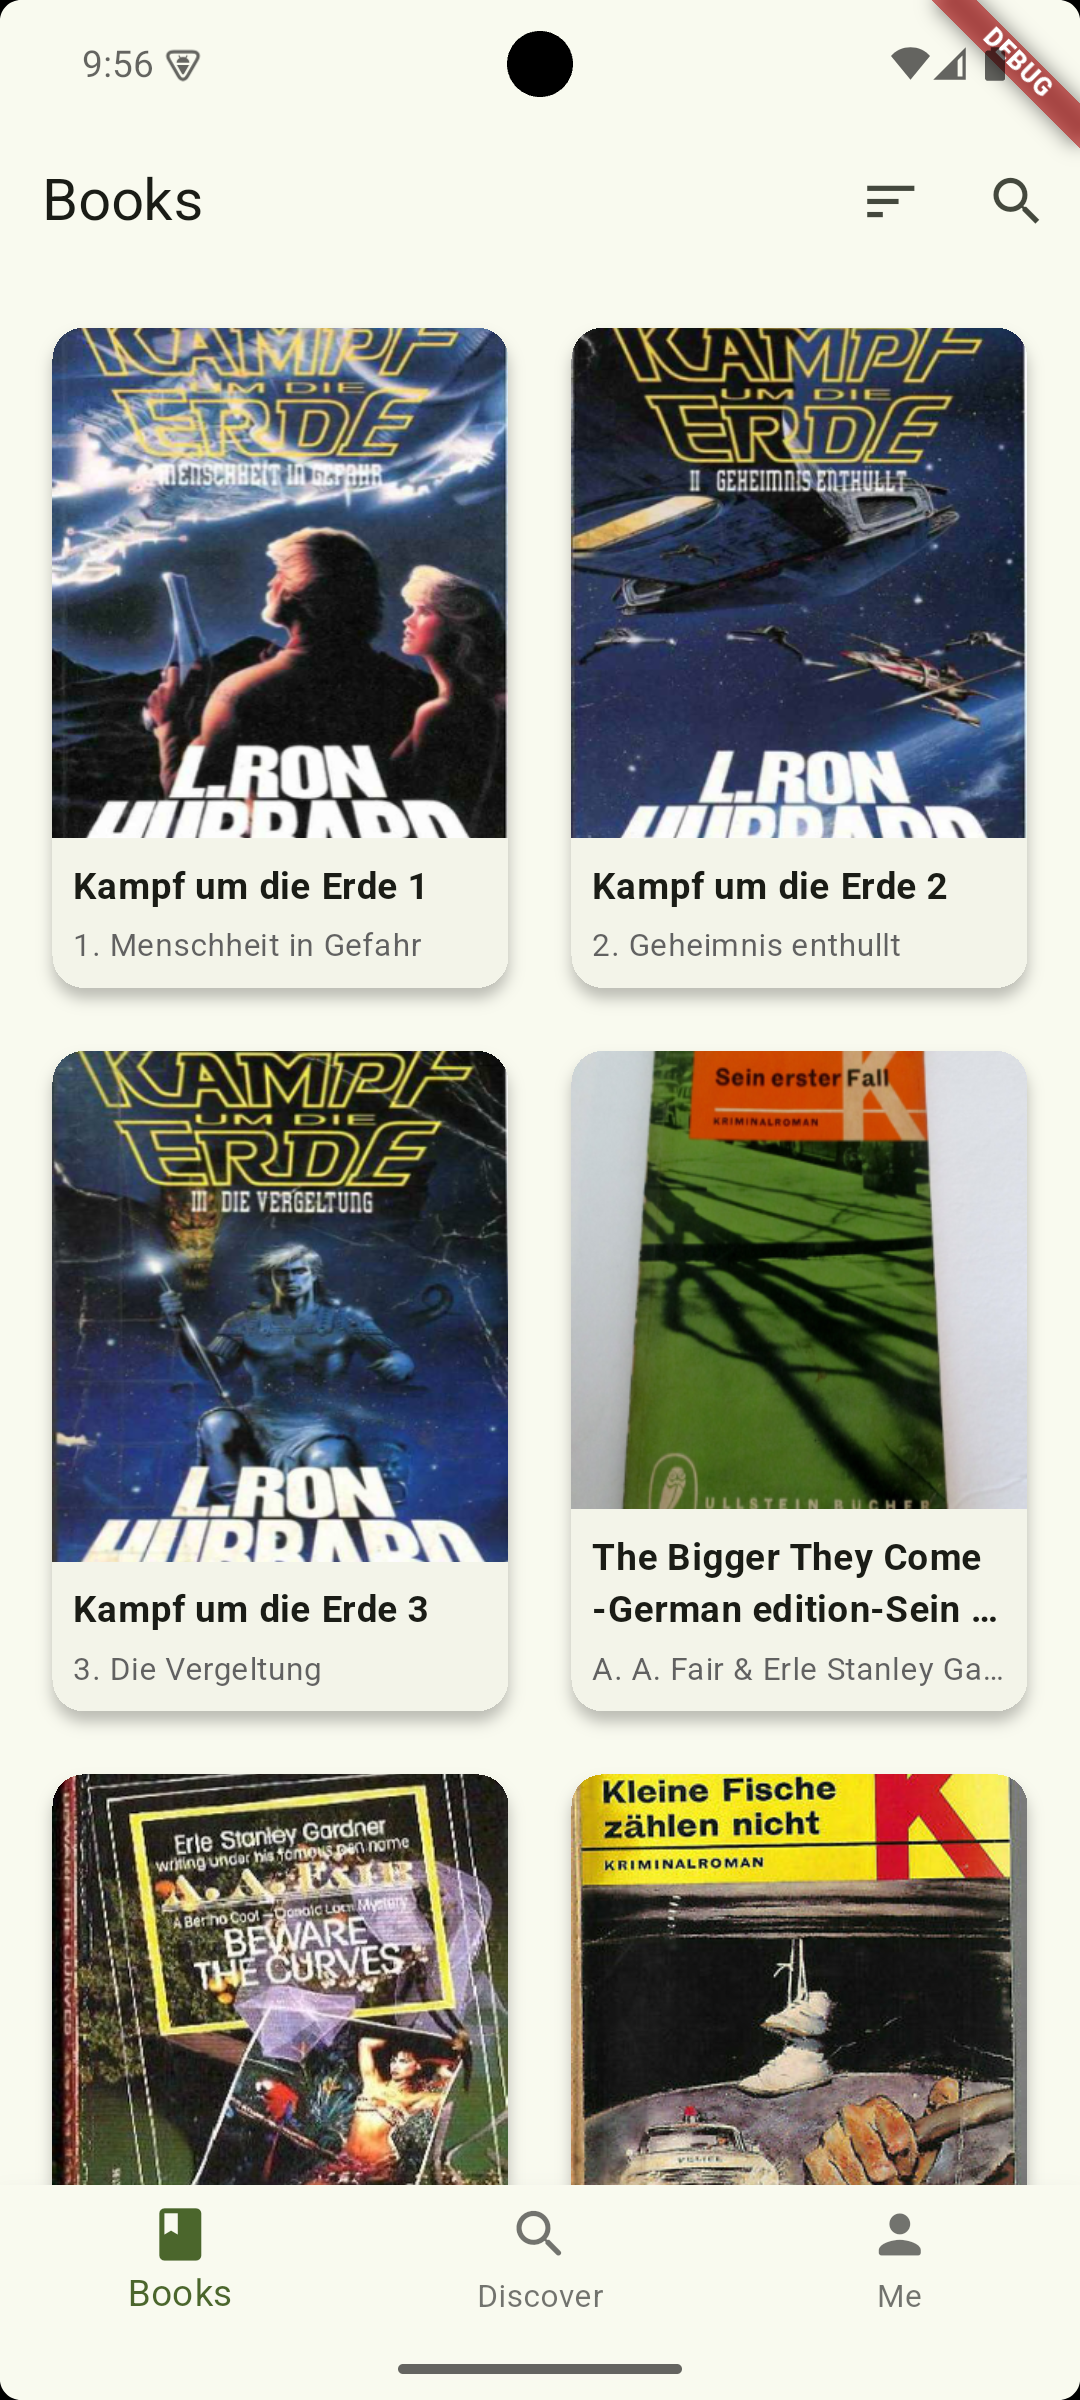 9:56
DEBUG
Books
KAMPF
UM DIE
ERDE
MENSCHHEIT IN GEFAHR
L.RON
HUBBARD
KAMPF
UM DIE
ERDE
II GEHEIMNIS ENTHÜLLT
L.RON
HUBBARD
Kampf um die Erde 1
1. Menschheit in Gefahr
Kampf um die Erde 2
2. Geheimnis enthullt
KAMPF
UM DIE
ERDE
III DIE VERGELTUNG
L.RON
HUBBARD
Sein erster Fall
K
KRIMINALROMAN
ULLSTEIN BUCHER
Kampf um die Erde 3
3. Die Vergeltung
The Bigger They Come
-German edition-Sein …
A. A. Fair & Erle Stanley Ga…
Erle Stanley Gardner
writing under his famous pen name
A. A. FAIR
A Bertha Cool – Donald Lam Mystery
BEWARE
THE CURVES
Kleine Fische
zählen nicht
K
KRIMINALROMAN
POLICE
Books
Discover
Me